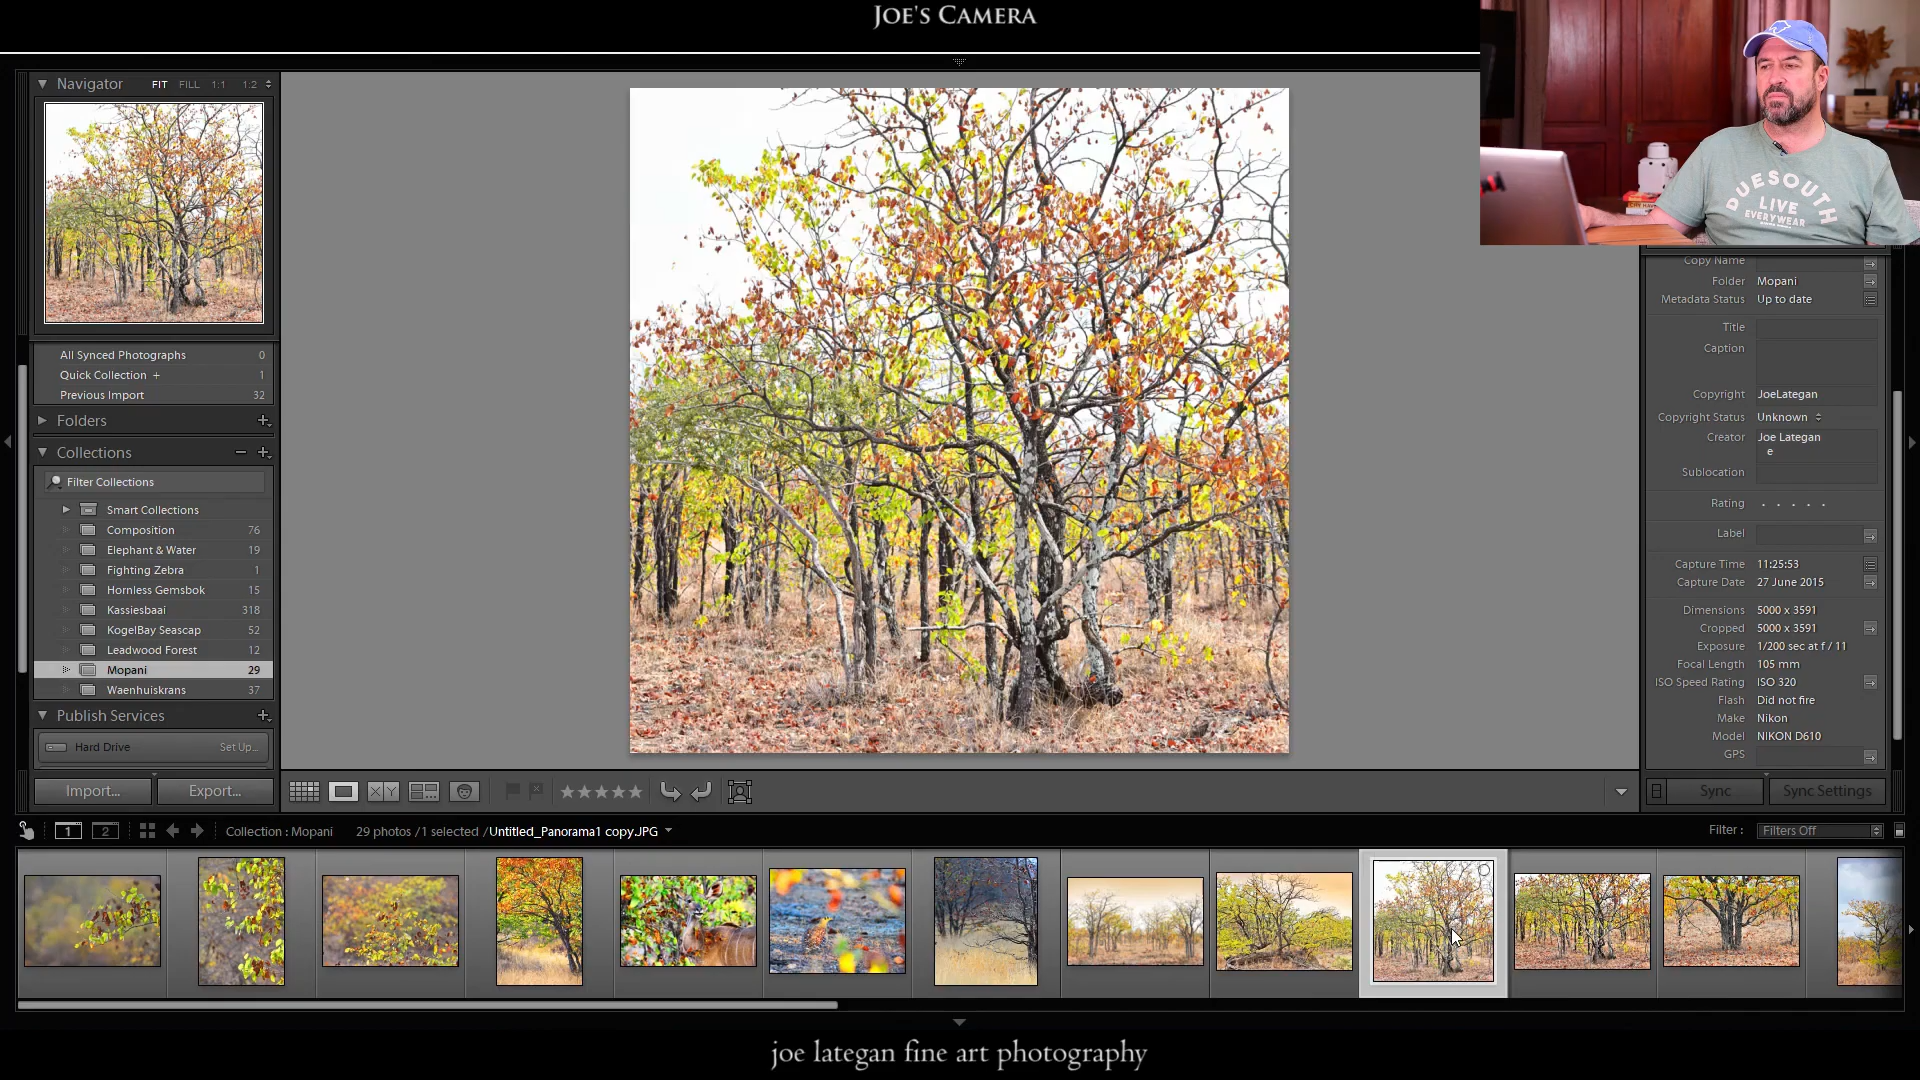 JOE'S CAMERA
Navigator FIT FILL 1:1 1:2
All Synced Photographs 0
Quick Collection + 1
Previous Import 32
Folders
Collections
Filter Collections
Smart Collections
Composition 76
Elephant & Water 19
Fighting Zebra 1
Hornless Gemsbok 15
Kassiesbaai 318
KogelBay Seascap 52
Leadwood Forest 12
Mopani 29
Waenhuiskrans 37
Publish Services
Hard Drive Set Up...
Import... Export...
DUESOUTH
LIVE
EVERYWEAR
Copy Name
Folder Mopani
Metadata Status Up to date
Title
Caption
Copyright JoeLategan
Copyright Status Unknown
Creator Joe Lategan
e
Sublocation
Rating
Label
Capture Time 11:25:53
Capture Date 27 June 2015
Dimensions 5000 x 3591
Cropped 5000 x 3591
Exposure 1/200 sec at f / 11
Focal Length 105 mm
ISO Speed Rating ISO 320
Flash Did not fire
Make Nikon
Model NIKON D610
GPS
Sync Sync Settings
X Y
1 2 Collection : Mopani 29 photos /1 selected /Untitled_Panorama1 copy.JPG
Filter : Filters Off
joe lategan fine art photography